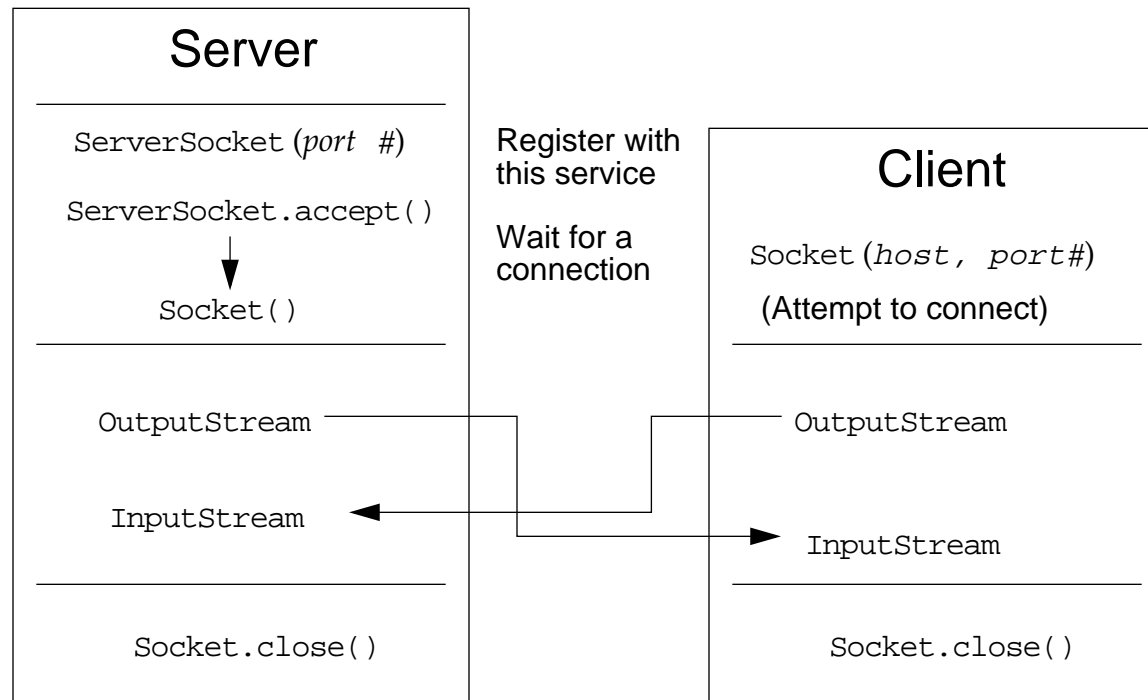 Server
ServerSocket (port #)
ServerSocket.accept()
Socket()
OutputStream
InputStream
Socket.close()
Register with
this service
Wait for a
connection
Client
Socket (host, port#)
(Attempt to connect)
OutputStream
InputStream
Socket.close()